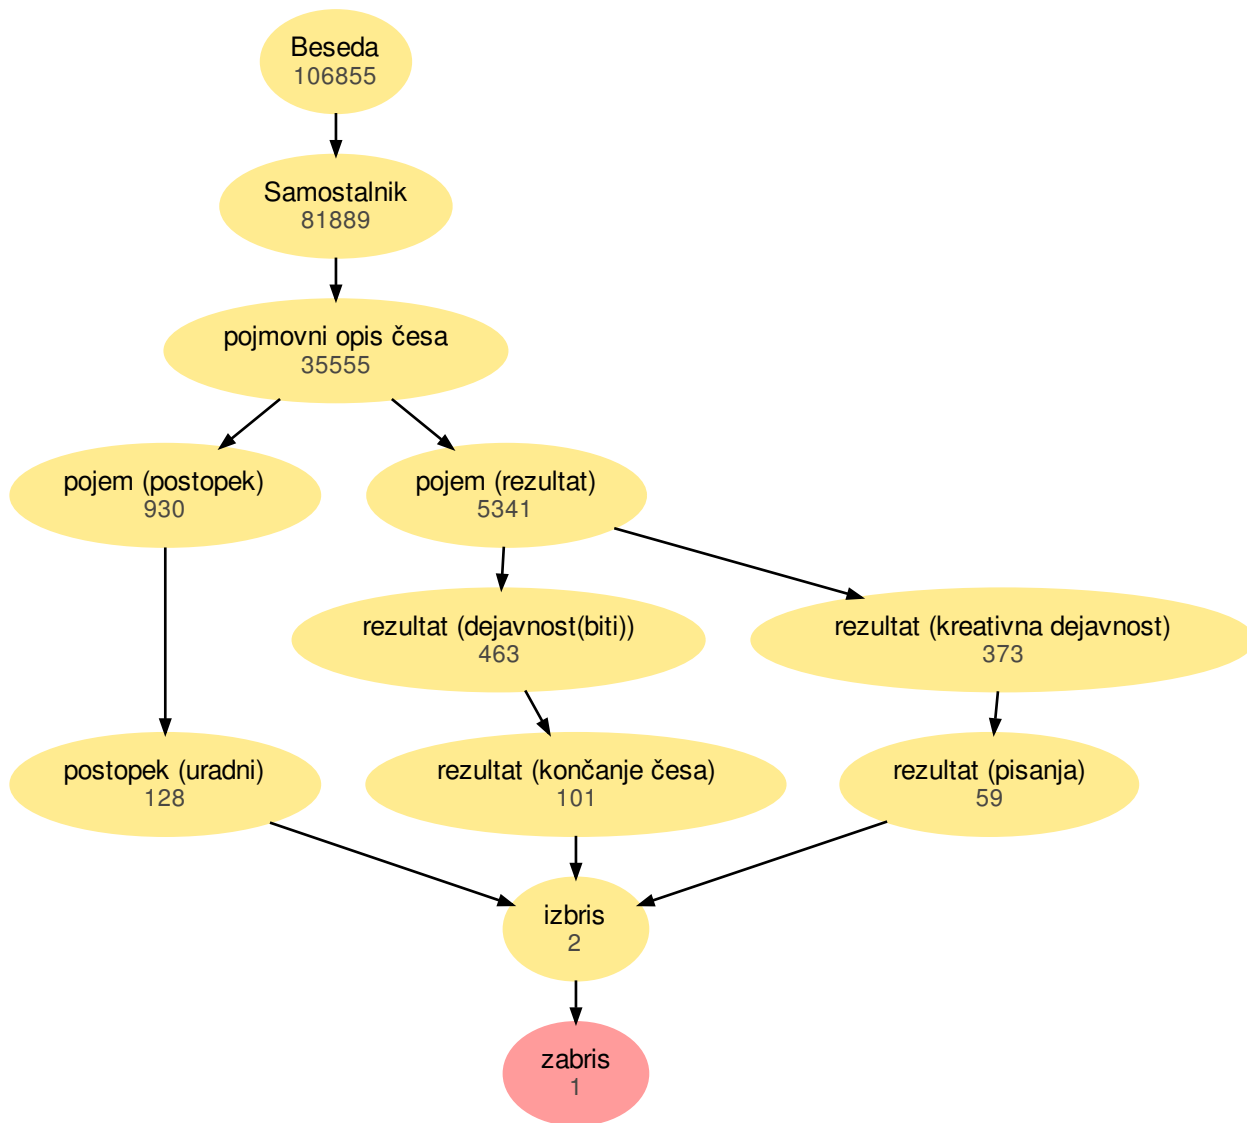 Beseda
106855
Samostalnik
81889
pojmovni opis česa
35555
pojem (postopek)
930
pojem (rezultat)
5341
rezultat (dejavnost(biti))
463
rezultat (kreativna dejavnost)
373
postopek (uradni)
128
rezultat (končanje česa)
101
rezultat (pisanja)
59
izbris
2
zabris
1